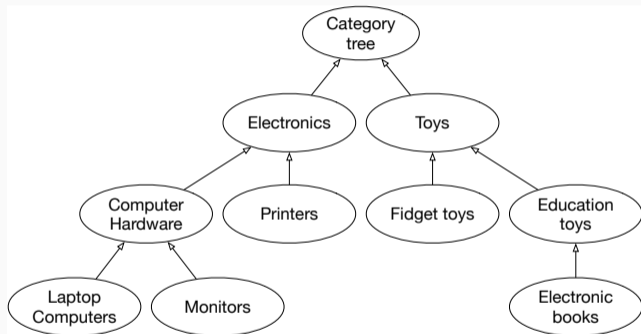 Category
tree
Electronics
Toys
Computer
Hardware
Printers
Fidget toys
Education
toys
Laptop
Computers
Monitors
Electronic
books